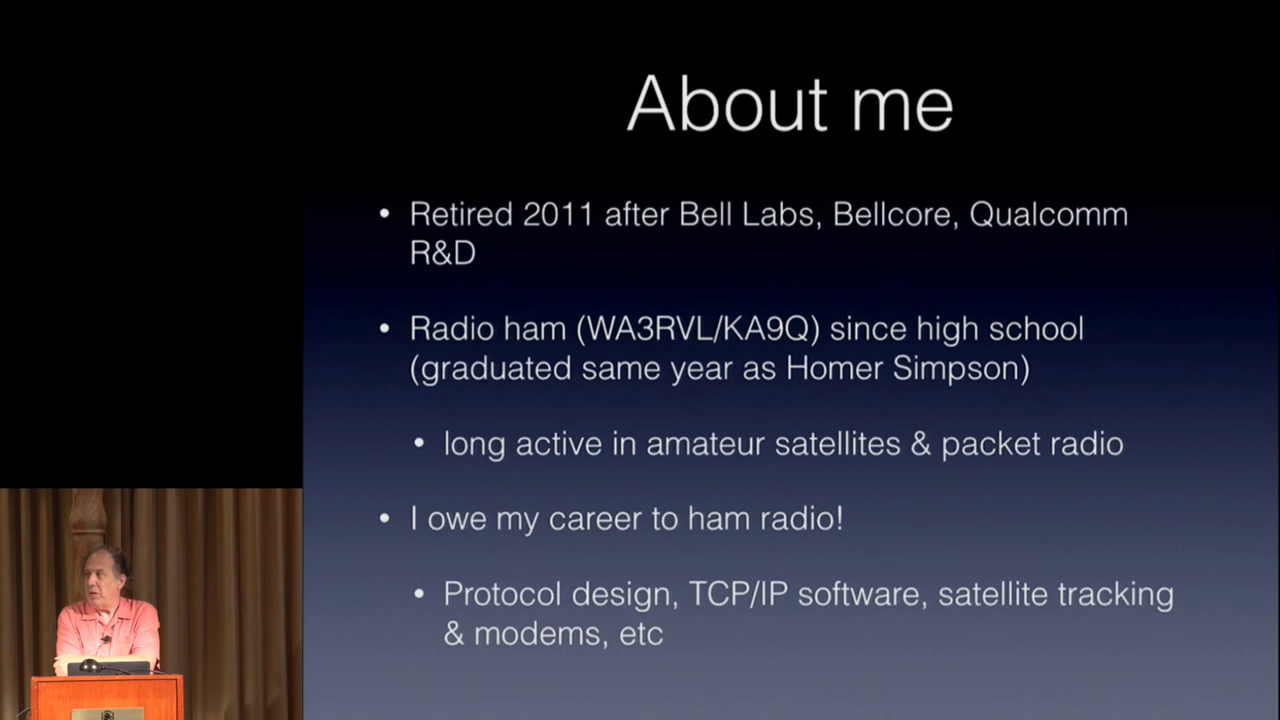 About me
• Retired 2011 after Bell Labs, Bellcore, Qualcomm
R&D
• Radio ham (WA3RVL/KA9Q) since high school
(graduated same year as Homer Simpson)
• long active in amateur satellites & packet radio
• I owe my career to ham radio!
• Protocol design, TCP/IP software, satellite tracking
& modems, etc